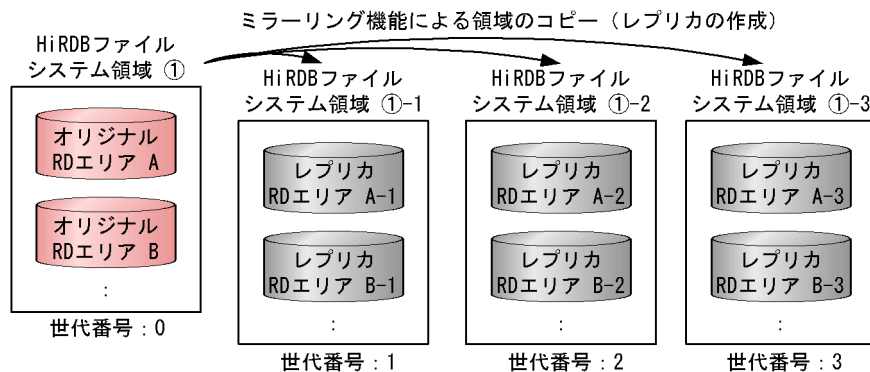 ミラーリング機能による領域のコピー（レプリカの作成）
HiRDBファイル
システム領域 ①
オリジナル
RDエリア A
オリジナル
RDエリア B
：
世代番号：0
HiRDBファイル
システム領域 ①-1
レプリカ
RDエリア A-1
レプリカ
RDエリア B-1
：
世代番号：1
HiRDBファイル
システム領域 ①-2
レプリカ
RDエリア A-2
レプリカ
RDエリア B-2
：
世代番号：2
HiRDBファイル
システム領域 ①-3
レプリカ
RDエリア A-3
レプリカ
RDエリア B-3
：
世代番号：3